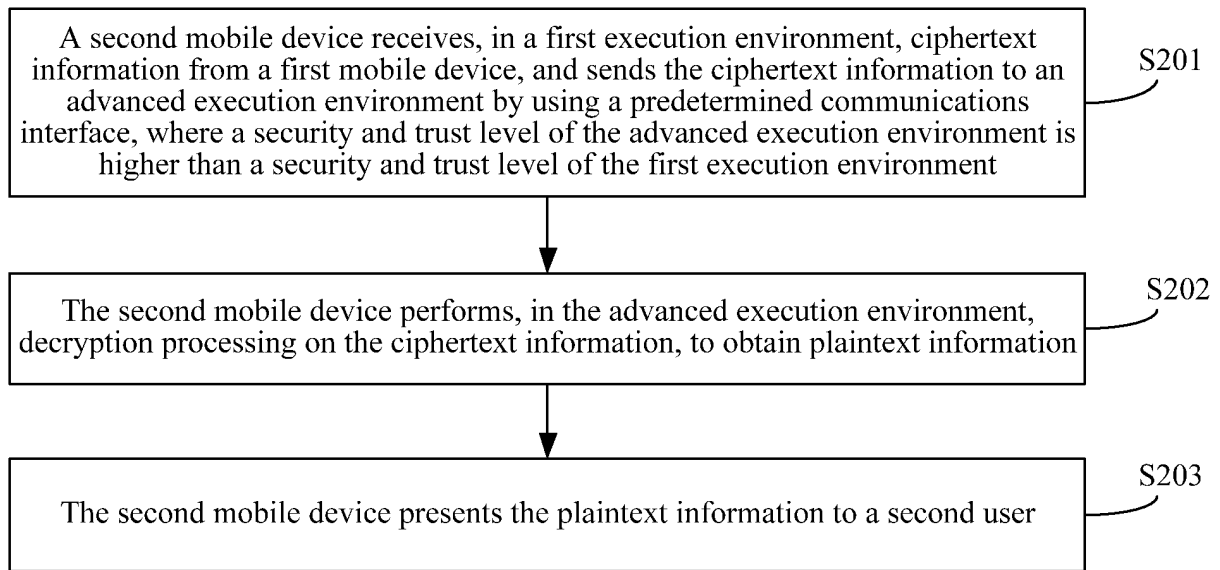 A second mobile device receives, in a first execution environment, ciphertext
information from a first mobile device, and sends the ciphertext information to an
advanced execution environment by using a predetermined communications
interface, where a security and trust level of the advanced execution environment is
higher than a security and trust level of the first execution environment
S201
The second mobile device performs, in the advanced execution environment,
decryption processing on the ciphertext information, to obtain plaintext information
S202
The second mobile device presents the plaintext information to a second user
S203